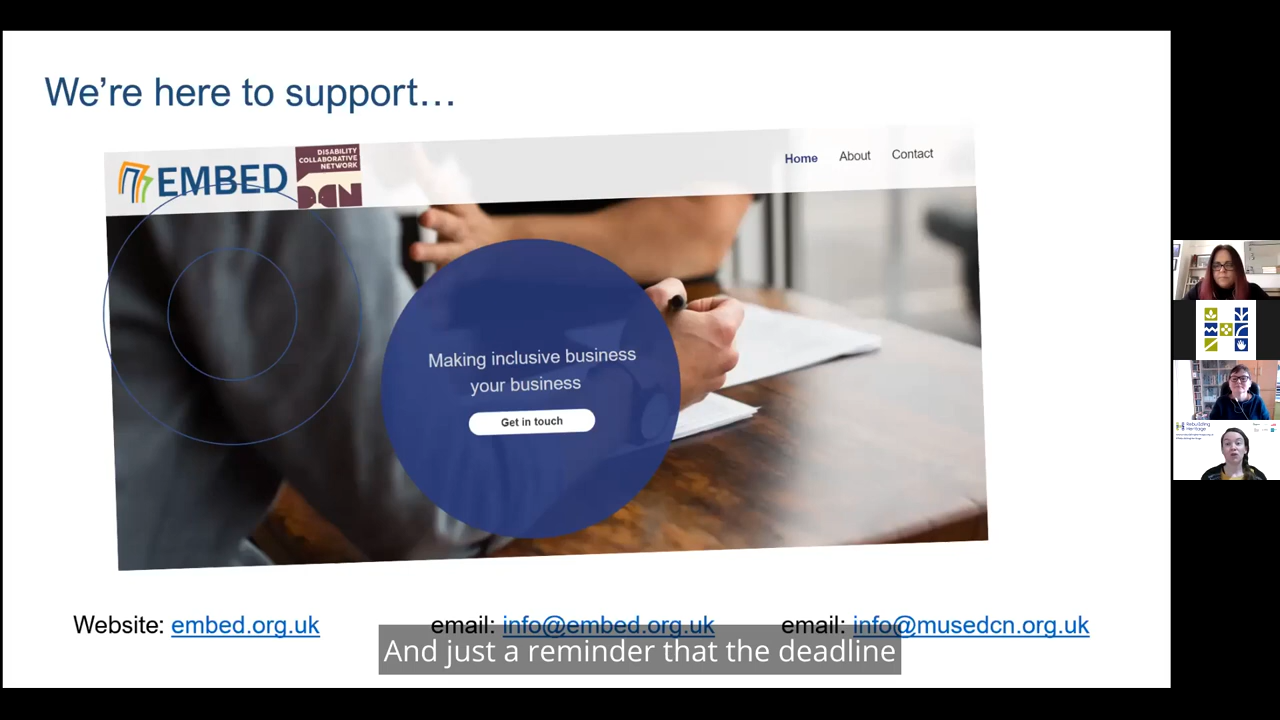 We're here to support…
EMBED
DISABILITY
COLLABORATIVE
NETWORK
DCN
Home About Contact
Making inclusive business
your business
Get in touch
Website: embed.org.uk email: info@embed.org.uk email: info@musedcn.org.uk
And just a reminder that the deadline
Rebuilding
Heritage